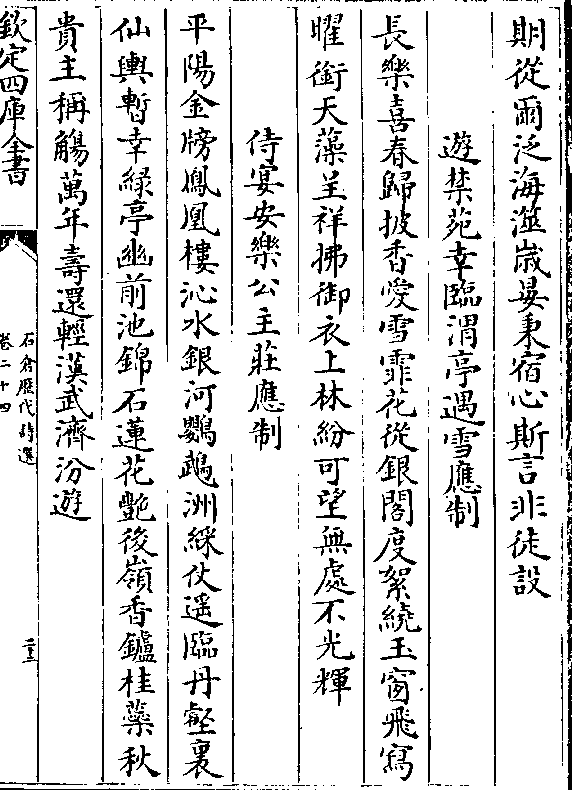 期從爾泛海澨歲晏秉宿心斯言非徒設
遊禁苑幸臨渭亭遇雪應制
長樂喜春歸披香愛雪霏花從銀閣度絮繞玉窗飛寫
曜銜天藻呈祥拂御衣上林紛可望無處不光輝
侍宴安樂公主莊應制
平陽金牓鳳凰樓沁水銀河鸚鵡洲綵仗遥臨丹壑裏
仙輿暫幸緑亭幽前池錦石蓮花艷後嶺香鑪桂蘂秋
貴主稱觴萬年壽還輕漢武濟汾遊
欽定四庫全書
石倉歴代詩選
卷二十四
二三